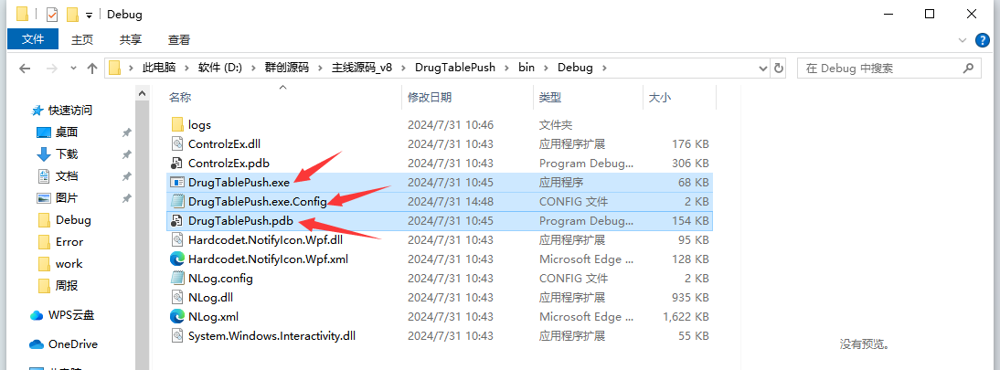 Debug
文件 主页 共享 查看
此电脑 软件 (D:) 群创源码 主线源码_v8 DrugTablePush bin Debug 在 Debug 中搜索
名称 修改日期 类型 大小
快速访问
桌面
下载
文档
图片
Debug
Error
work
周报
WPS云盘
OneDrive
logs 2024/7/31 10:46 文件夹
ControlzEx.dll 2024/7/31 10:43 应用程序扩展 176 KB
ControlzEx.pdb 2024/7/31 10:43 Program Debug... 306 KB
DrugTablePush.exe 2024/7/31 10:45 应用程序 68 KB
DrugTablePush.exe.Config 2024/7/31 14:48 CONFIG 文件 2 KB
DrugTablePush.pdb 2024/7/31 10:45 Program Debug... 154 KB
Hardcodet.NotifyIcon.Wpf.dll 2024/7/31 10:43 应用程序扩展 95 KB
Hardcodet.NotifyIcon.Wpf.xml 2024/7/31 10:43 Microsoft Edge ... 128 KB
NLog.config 2024/7/31 10:43 CONFIG 文件 2 KB
NLog.dll 2024/7/31 10:43 应用程序扩展 935 KB
NLog.xml 2024/7/31 10:43 Microsoft Edge ... 1,622 KB
System.Windows.Interactivity.dll 2024/7/31 10:43 应用程序扩展 55 KB
没有预览。